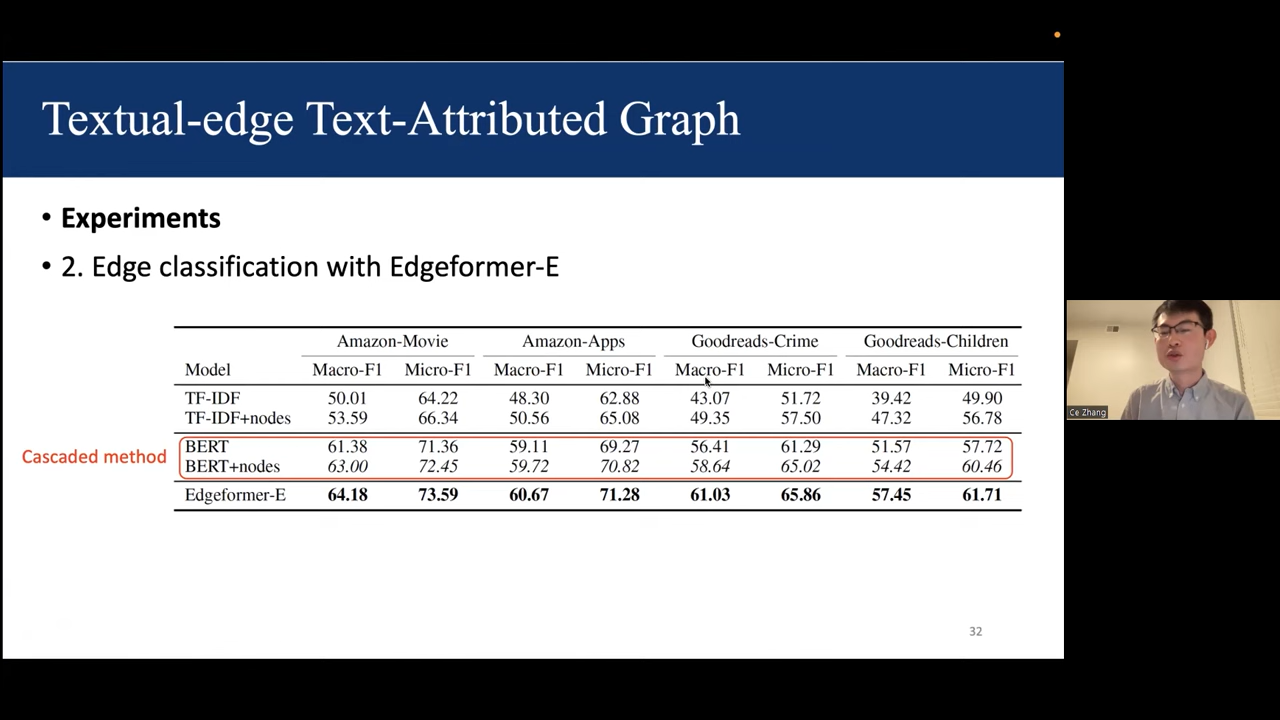 Textual-edge Text-Attributed Graph
• Experiments
• 2. Edge classification with Edgeformer-E
Amazon-Movie Amazon-Apps Goodreads-Crime Goodreads-Children
Model Macro-F1 Micro-F1 Macro-F1 Micro-F1 Macro-F1 Micro-F1 Macro-F1 Micro-F1
TF-IDF 50.01 64.22 48.30 62.88 43.07 51.72 39.42 49.90
TF-IDF+nodes 53.59 66.34 50.56 65.08 49.35 57.50 47.32 56.78
Cascaded method
BERT 61.38 71.36 59.11 69.27 56.41 61.29 51.57 57.72
BERT+nodes 63.00 72.45 59.72 70.82 58.64 65.02 54.42 60.46
Edgeformer-E 64.18 73.59 60.67 71.28 61.03 65.86 57.45 61.71
32
Ce Zhang